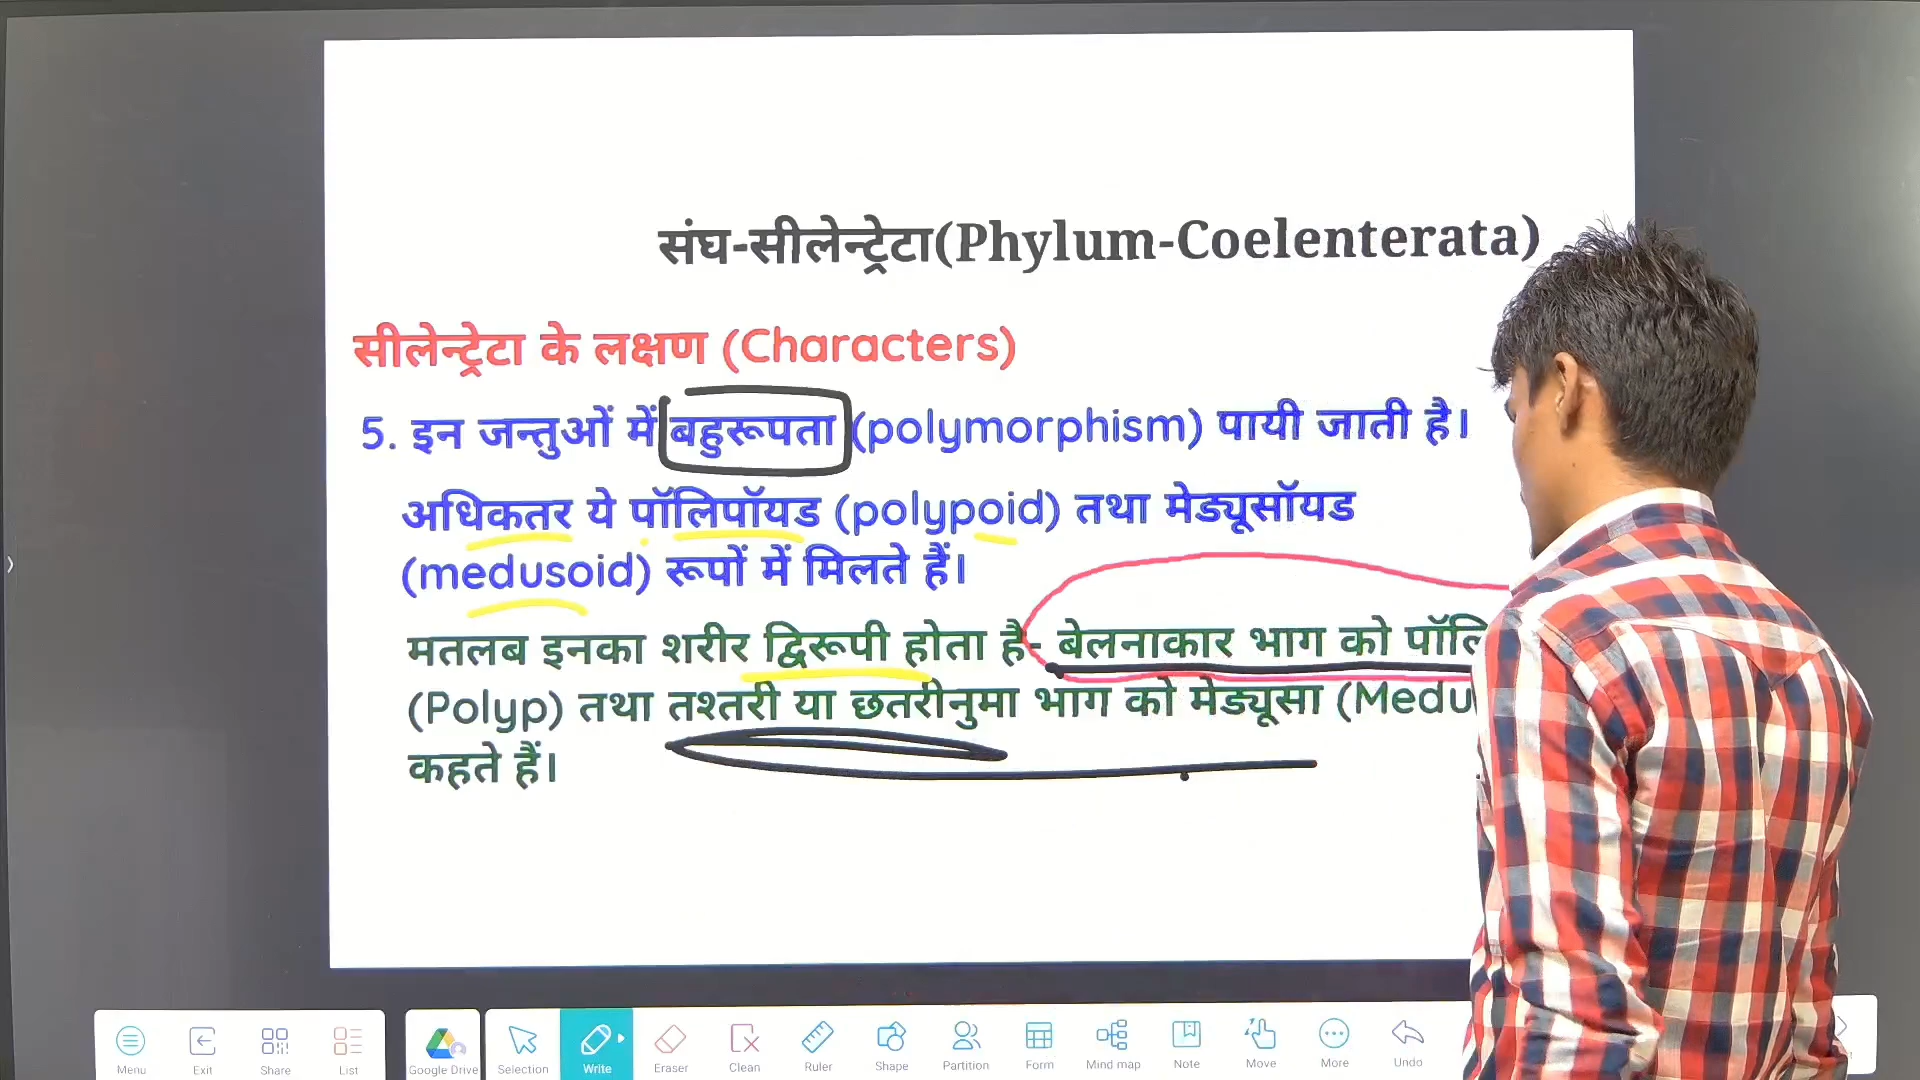 संघ-सीलेन्ट्रेटा(Phylum-Coelenterata)
सीलेन्ट्रेटा के लक्षण (Characters)
5. इन जन्तुओं में बहुरूपता (polymorphism) पायी जाती है।
अधिकतर ये पॉलिपॉयड (polypoid) तथा मेड्यूसॉयड
(medusoid) रूपों में मिलते हैं।
मतलब इनका शरीर द्विरूपी होता है- बेलनाकार भाग को
(Polyp) तथा तश्तरी या छतरीनुमा भाग को मेड्यूसा
कहते हैं।
Menu Exit Share List Google Drive Selection Write Eraser Clean Ruler Shape Partition Form Mind map Note Move More Undo